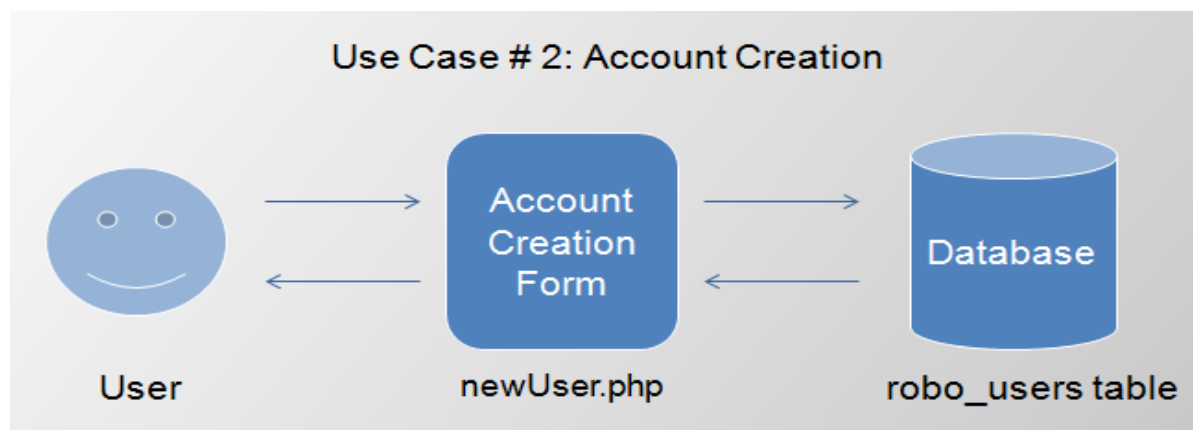 Use Case # 2: Account Creation
Account
Creation
Form
Database
User
newUser.php
robo_users table